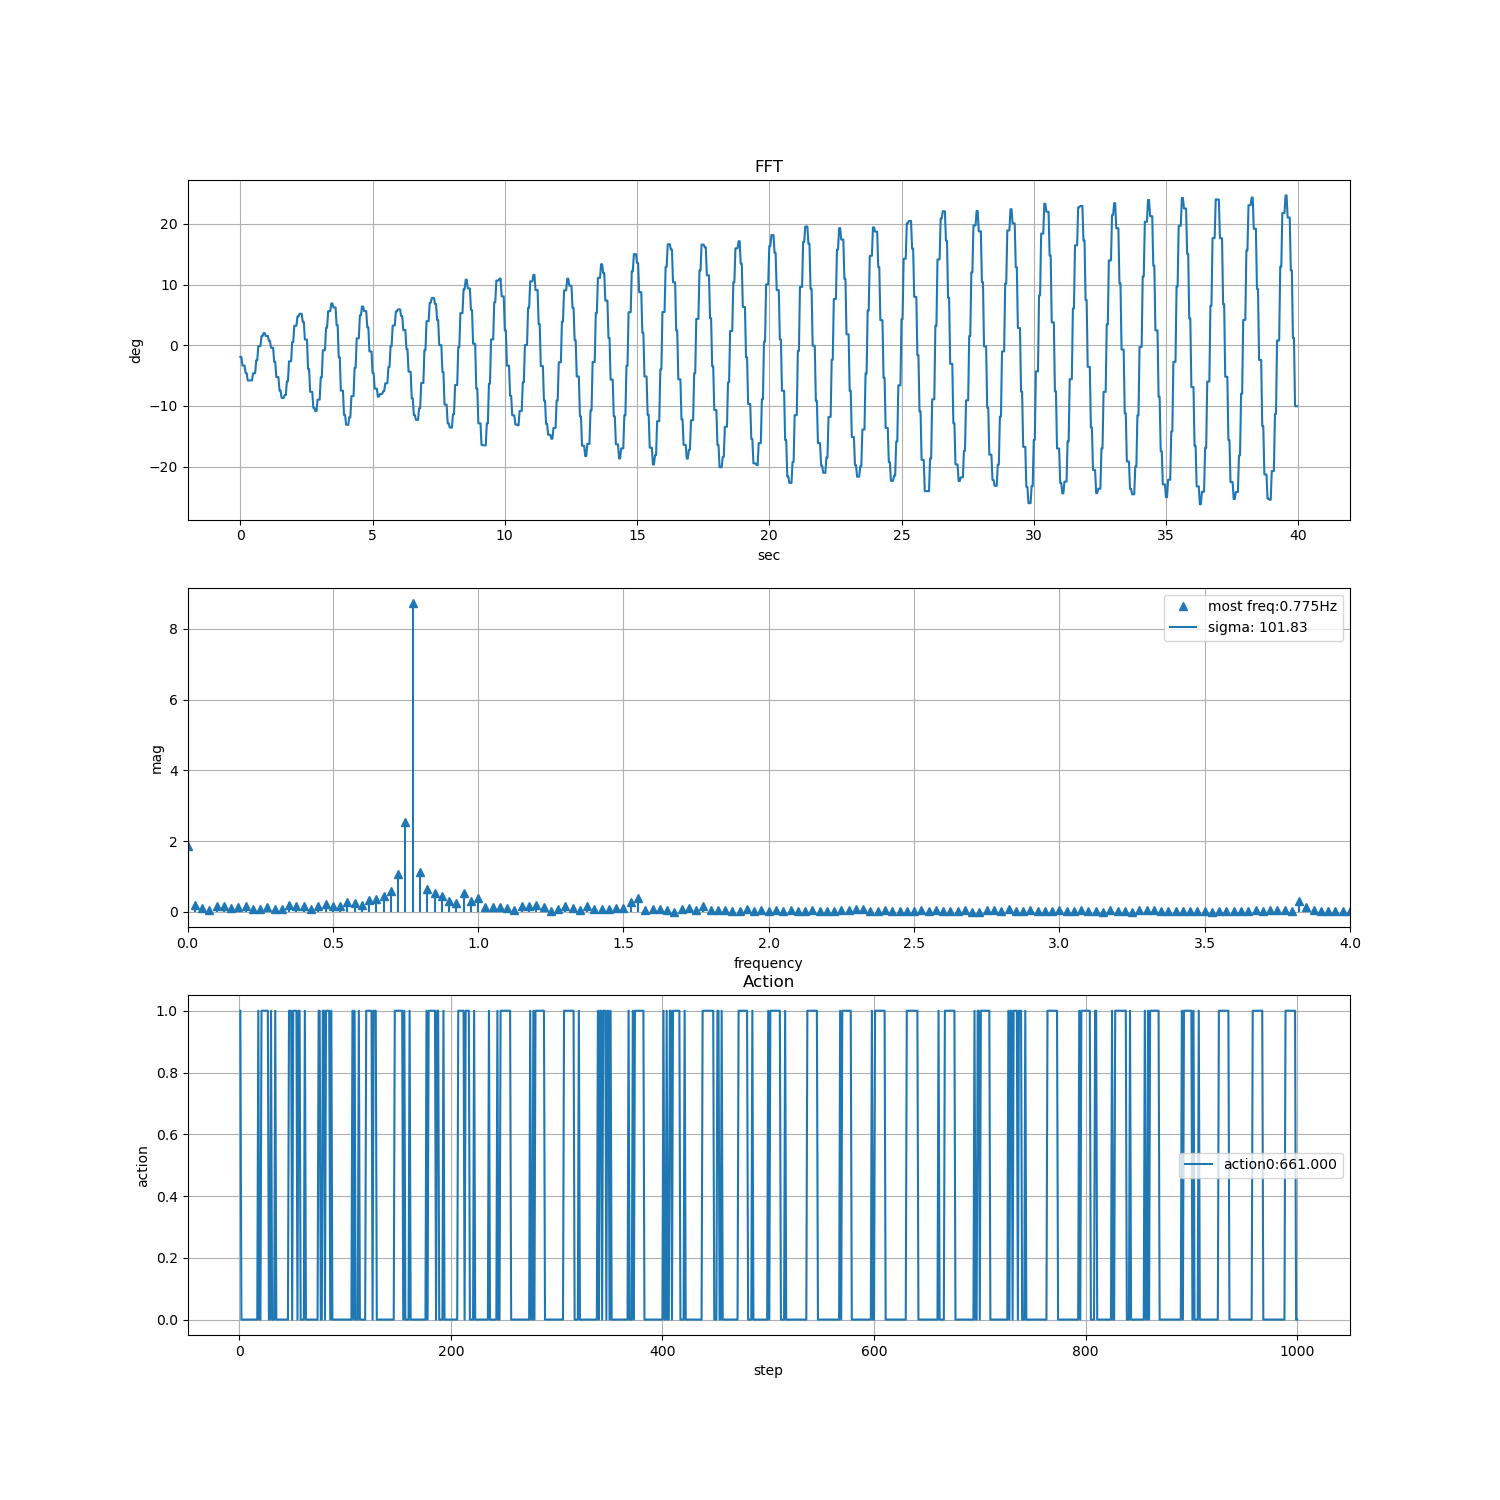 FFT
20
10
0
−10
−20
deg
0 5 10 15 20 25 30 35 40
sec
8
6
4
2
0
mag
most freq:0.775Hz
sigma: 101.83
0.0 0.5 1.0 1.5 2.0 2.5 3.0 3.5 4.0
frequency
Action
1.0
0.8
0.6
0.4
0.2
0.0
action
action0:661.000
0 200 400 600 800 1000
step